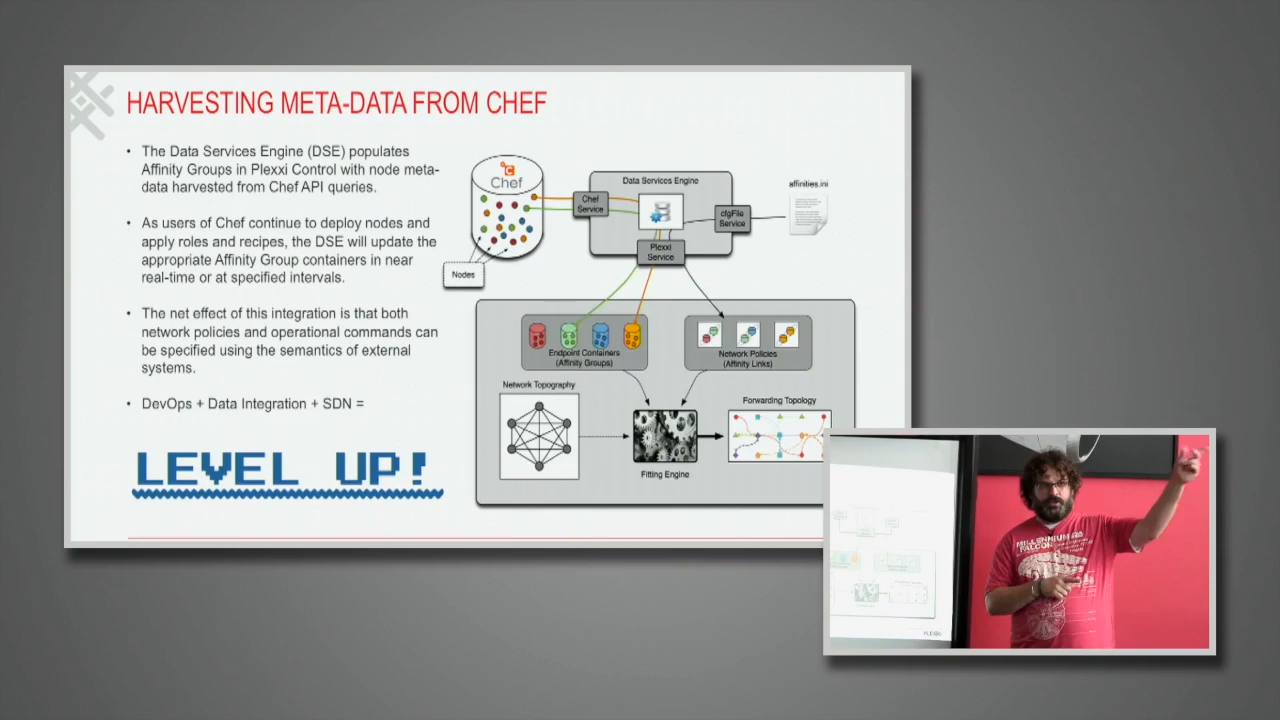 HARVESTING META-DATA FROM CHEF
• The Data Services Engine (DSE) populates
Affinity Groups in Plexxi Control with node meta-
data harvested from Chef API queries.
• As users of Chef continue to deploy nodes and
apply roles and recipes, the DSE will update the
appropriate Affinity Group containers in near
real-time or at specified intervals.
• The net effect of this integration is that both
network policies and operational commands can
be specified using the semantics of external
systems.
• DevOps + Data Integration + SDN =
LEVEL UP!
Chef
Nodes
Chef
Service
Data Services Engine
cfgFile
Service
Plexxi
Service
affinities.ini
Endpoint Containers
(Affinity Groups)
Network Policies
(Affinity Links)
Network Topography
Fitting Engine
Forwarding Topology
MILLENNIUM
FALCON